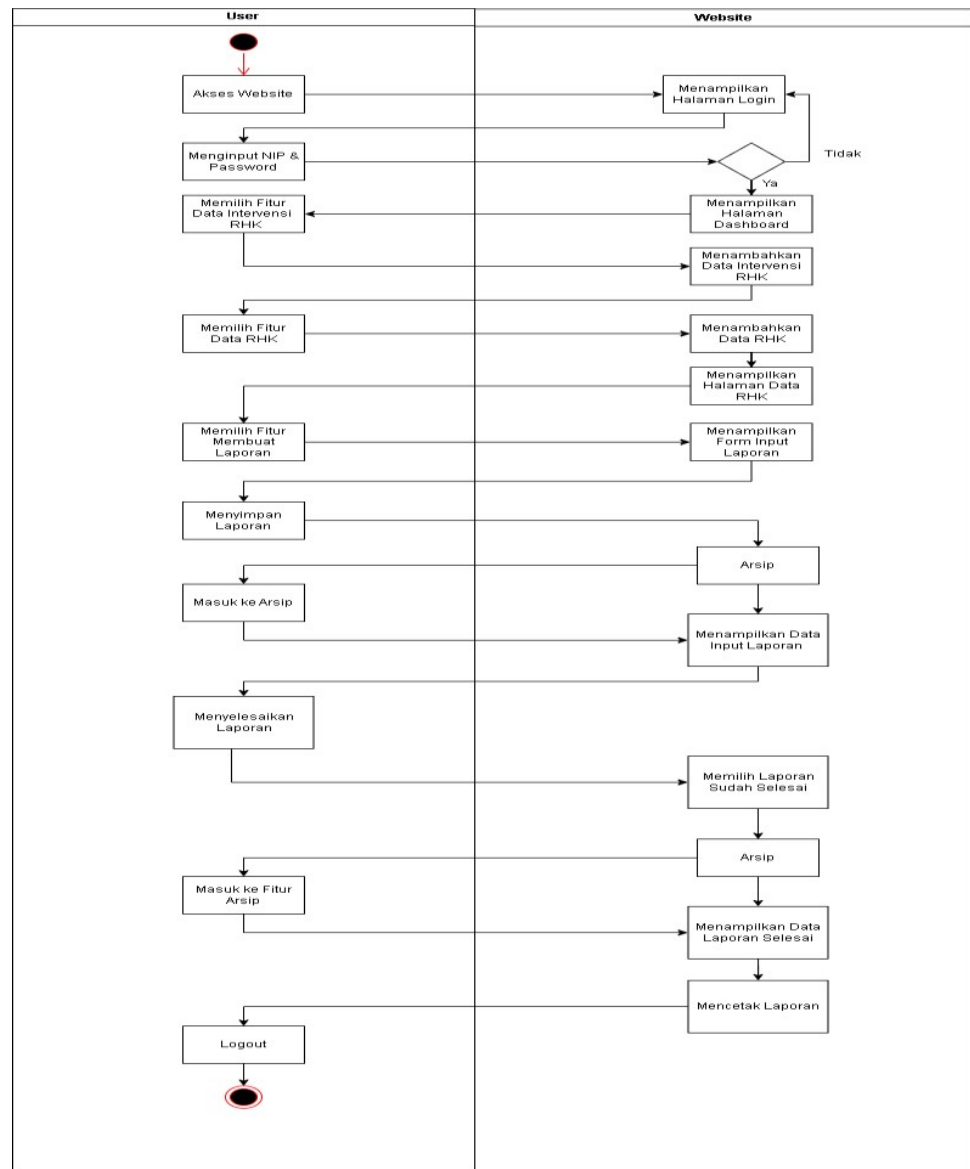 User
Website
Akses Website
Menampilkan
Halaman Login
Menginput NIP &
Password
Tidak
Ya
Memilih Fitur
Data Intervensi
RHK
Menampilkan
Halaman
Dashboard
Menambahkan
Data Intervensi
RHK
Memilih Fitur
Data RHK
Menambahkan
Data RHK
Menampilkan
Halaman Data
RHK
Memilih Fitur
Membuat
Laporan
Menampilkan
Form Input
Laporan
Menyimpan
Laporan
Arsip
Masuk ke Arsip
Menampilkan Data
Input Laporan
Menyelesaikan
Laporan
Memilih Laporan
Sudah Selesai
Arsip
Masuk ke Fitur
Arsip
Menampilkan Data
Laporan Selesai
Mencetak Laporan
Logout